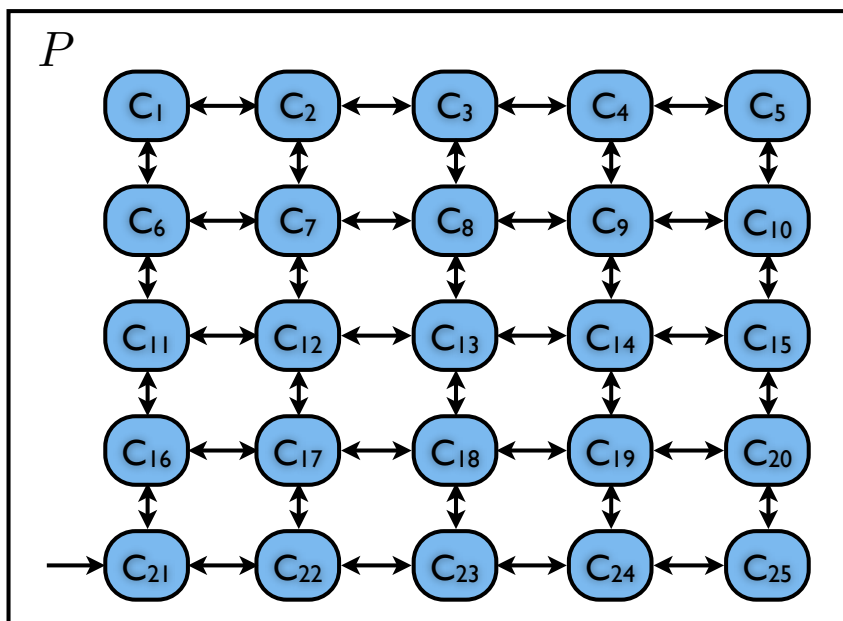 P
C₁ C₂ C₃ C₄ C₅
C₆ C₇ C₈ C₉ C₁₀
C₁₁ C₁₂ C₁₃ C₁₄ C₁₅
C₁₆ C₁₇ C₁₈ C₁₉ C₂₀
C₂₁ C₂₂ C₂₃ C₂₄ C₂₅